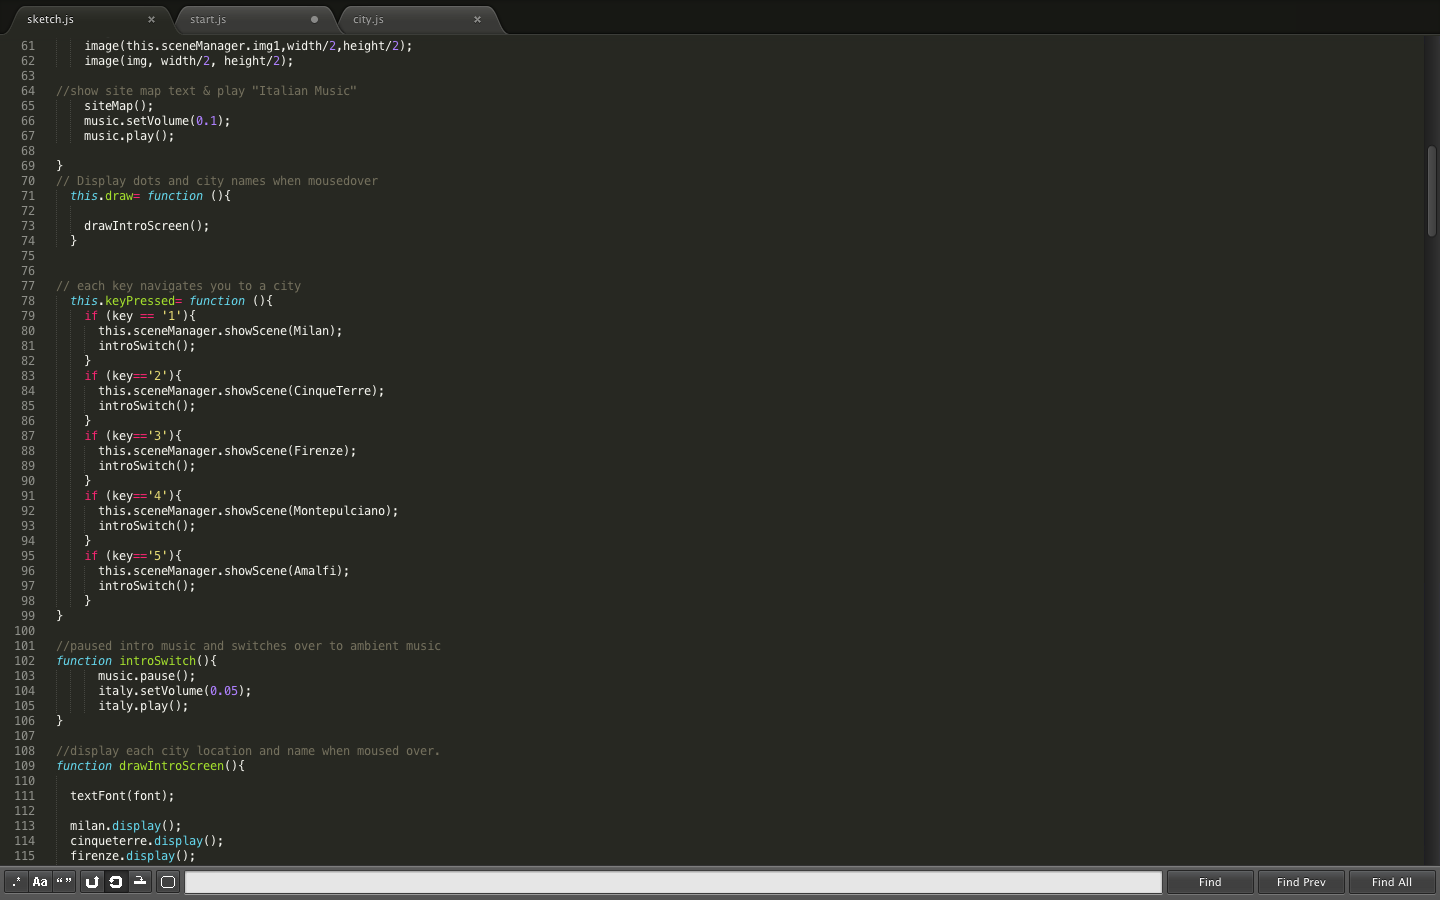 sketch.js × start.js ● city.js ×
61 image(this.sceneManager.img1,width/2,height/2);
62 image(img, width/2, height/2);
63
64 //show site map text & play "Italian Music"
65 siteMap();
66 music.setVolume(0.1);
67 music.play();
68
69 }
70 // Display dots and city names when mousedover
71 this.draw= function (){
72
73 drawIntroScreen();
74 }
75
76
77 // each key navigates you to a city
78 this.keyPressed= function (){
79 if (key == '1'){
80 this.sceneManager.showScene(Milan);
81 introSwitch();
82 }
83 if (key=='2'){
84 this.sceneManager.showScene(CinqueTerre);
85 introSwitch();
86 }
87 if (key=='3'){
88 this.sceneManager.showScene(Firenze);
89 introSwitch();
90 }
91 if (key=='4'){
92 this.sceneManager.showScene(Montepulciano);
93 introSwitch();
94 }
95 if (key=='5'){
96 this.sceneManager.showScene(Amalfi);
97 introSwitch();
98 }
99 }
100
101 //paused intro music and switches over to ambient music
102 function introSwitch(){
103 music.pause();
104 italy.setVolume(0.05);
105 italy.play();
106 }
107
108 //display each city location and name when moused over.
109 function drawIntroScreen(){
110
111 textFont(font);
112
113 milan.display();
114 cinqueterre.display();
115 firenze.display();
.* Aa “” Find Find Prev Find All